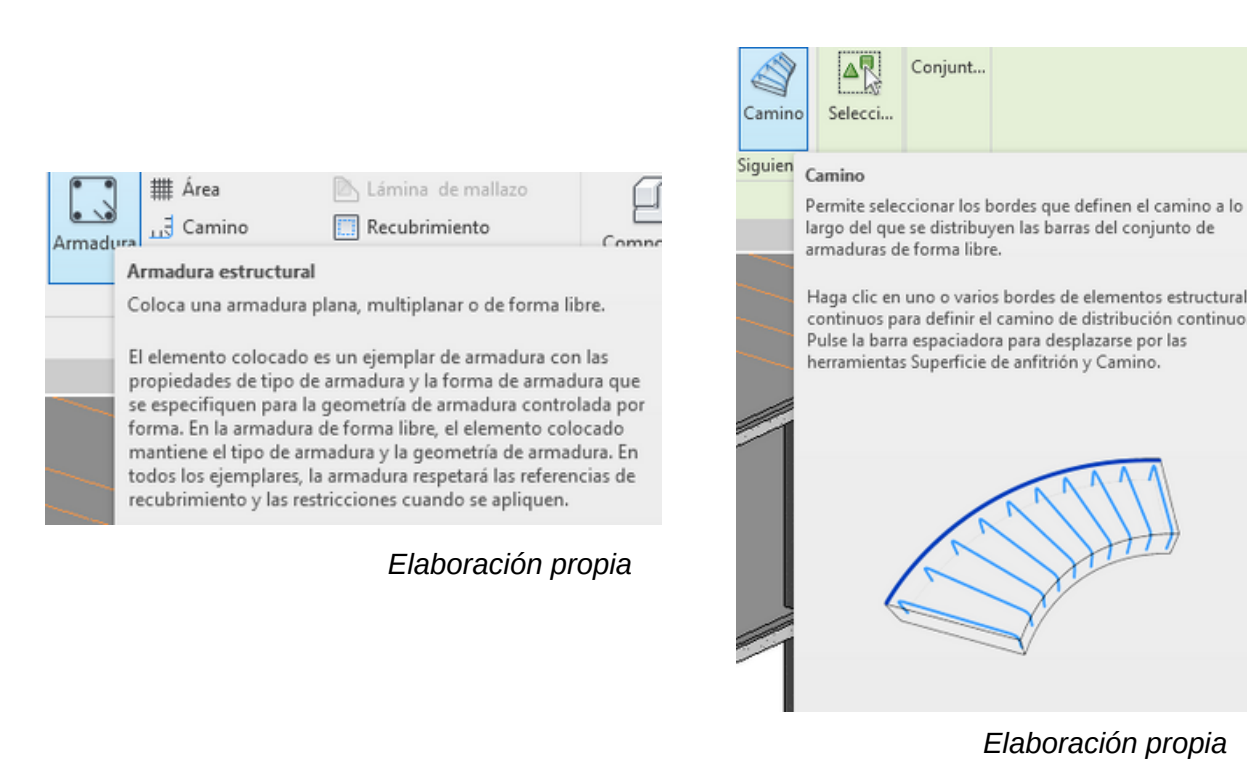 Área
Lámina de mallazo
Camino
Recubrimiento
Armadura
Armadura estructural
Coloca una armadura plana, multiplanar o de forma libre.
El elemento colocado es un ejemplar de armadura con las
propiedades de tipo de armadura y la forma de armadura que
se especifiquen para la geometría de armadura controlada por
forma. En la armadura de forma libre, el elemento colocado
mantiene el tipo de armadura y la geometría de armadura. En
todos los ejemplares, la armadura respetará las referencias de
recubrimiento y las restricciones cuando se apliquen.
Elaboración propia
Conjunt...
Camino
Selecci...
Siguien
Camino
Permite seleccionar los bordes que definen el camino a lo
largo del que se distribuyen las barras del conjunto de
armaduras de forma libre.
Haga clic en uno o varios bordes de elementos estructural
continuos para definir el camino de distribución continuo
Pulse la barra espaciadora para desplazarse por las
herramientas Superficie de anfitrión y Camino.
Elaboración propia